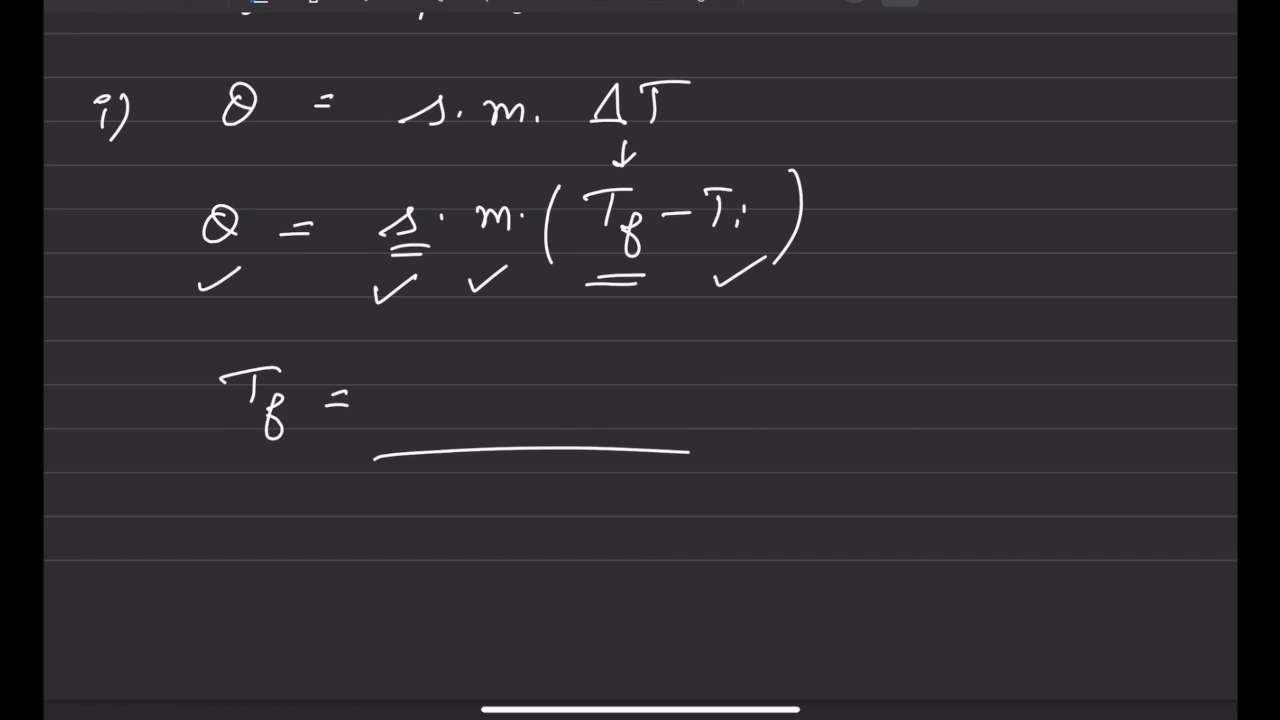 i) Q = s. m. ΔT
↓
Q = s. m. ( Tf - Ti )
Tf =